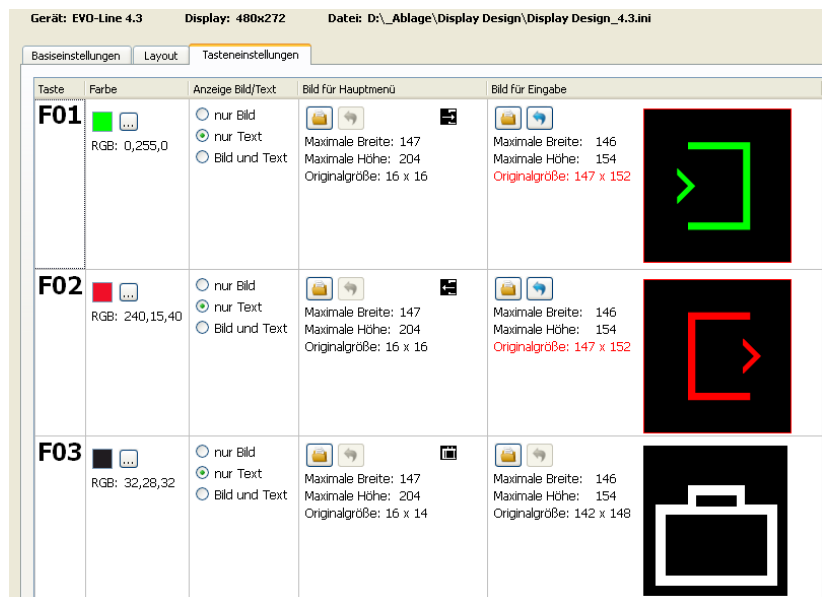 Gerät: EVO-Line 4.3 Display: 480x272 Datei: D:\_Ablage\Display Design\Display Design_4.3.ini
Basiseinstellungen Layout Tasteneinstellungen
Taste Farbe Anzeige Bild/Text Bild für Hauptmenü Bild für Eingabe
F01
...
RGB: 0,255,0
nur Bild
nur Text
Bild und Text
Maximale Breite: 147
Maximale Höhe: 204
Originalgröße: 16 x 16
Maximale Breite: 146
Maximale Höhe: 154
Originalgröße: 147 x 152
F02
...
RGB: 240,15,40
nur Bild
nur Text
Bild und Text
Maximale Breite: 147
Maximale Höhe: 204
Originalgröße: 16 x 16
Maximale Breite: 146
Maximale Höhe: 154
Originalgröße: 147 x 152
F03
...
RGB: 32,28,32
nur Bild
nur Text
Bild und Text
Maximale Breite: 147
Maximale Höhe: 204
Originalgröße: 16 x 14
Maximale Breite: 146
Maximale Höhe: 154
Originalgröße: 142 x 148